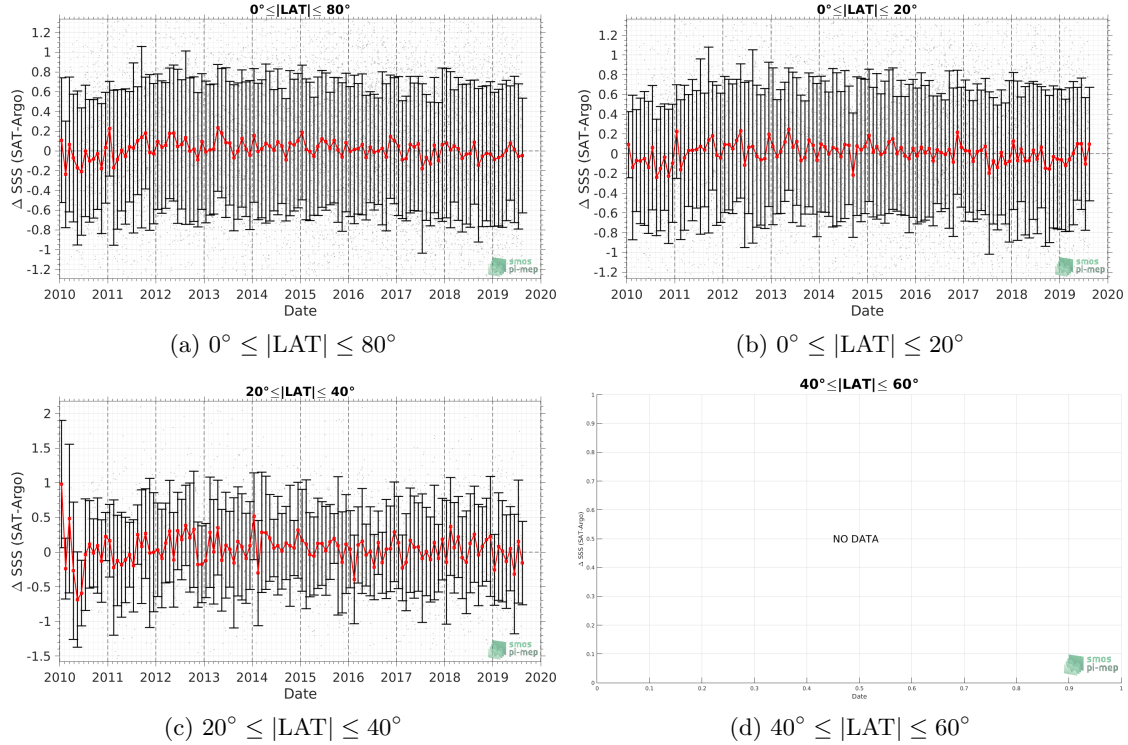 0°≤|LAT|≤ 80°
Δ SSS (SAT-Argo)
1.2
1
0.8
0.6
0.4
0.2
0
-0.2
-0.4
-0.6
-0.8
-1
-1.2
2010 2011 2012 2013 2014 2015 2016 2017 2018 2019 2020
Date
smos
pi-mep
(a) 0° ≤ |LAT| ≤ 80°
0°≤|LAT|≤ 20°
Δ SSS (SAT-Argo)
1.2
1
0.8
0.6
0.4
0.2
0
-0.2
-0.4
-0.6
-0.8
-1
-1.2
2010 2011 2012 2013 2014 2015 2016 2017 2018 2019 2020
Date
smos
pi-mep
(b) 0° ≤ |LAT| ≤ 20°
20°≤|LAT|≤ 40°
Δ SSS (SAT-Argo)
2
1.5
1
0.5
0
-0.5
-1
-1.5
2010 2011 2012 2013 2014 2015 2016 2017 2018 2019 2020
Date
smos
pi-mep
(c) 20° ≤ |LAT| ≤ 40°
40°≤|LAT|≤ 60°
Δ SSS (SAT-Argo)
1
0.9
0.8
0.7
0.6
0.5
0.4
0.3
0.2
0.1
0
NO DATA
0 0.1 0.2 0.3 0.4 0.5 0.6 0.7 0.8 0.9 1
Date
smos
pi-mep
(d) 40° ≤ |LAT| ≤ 60°